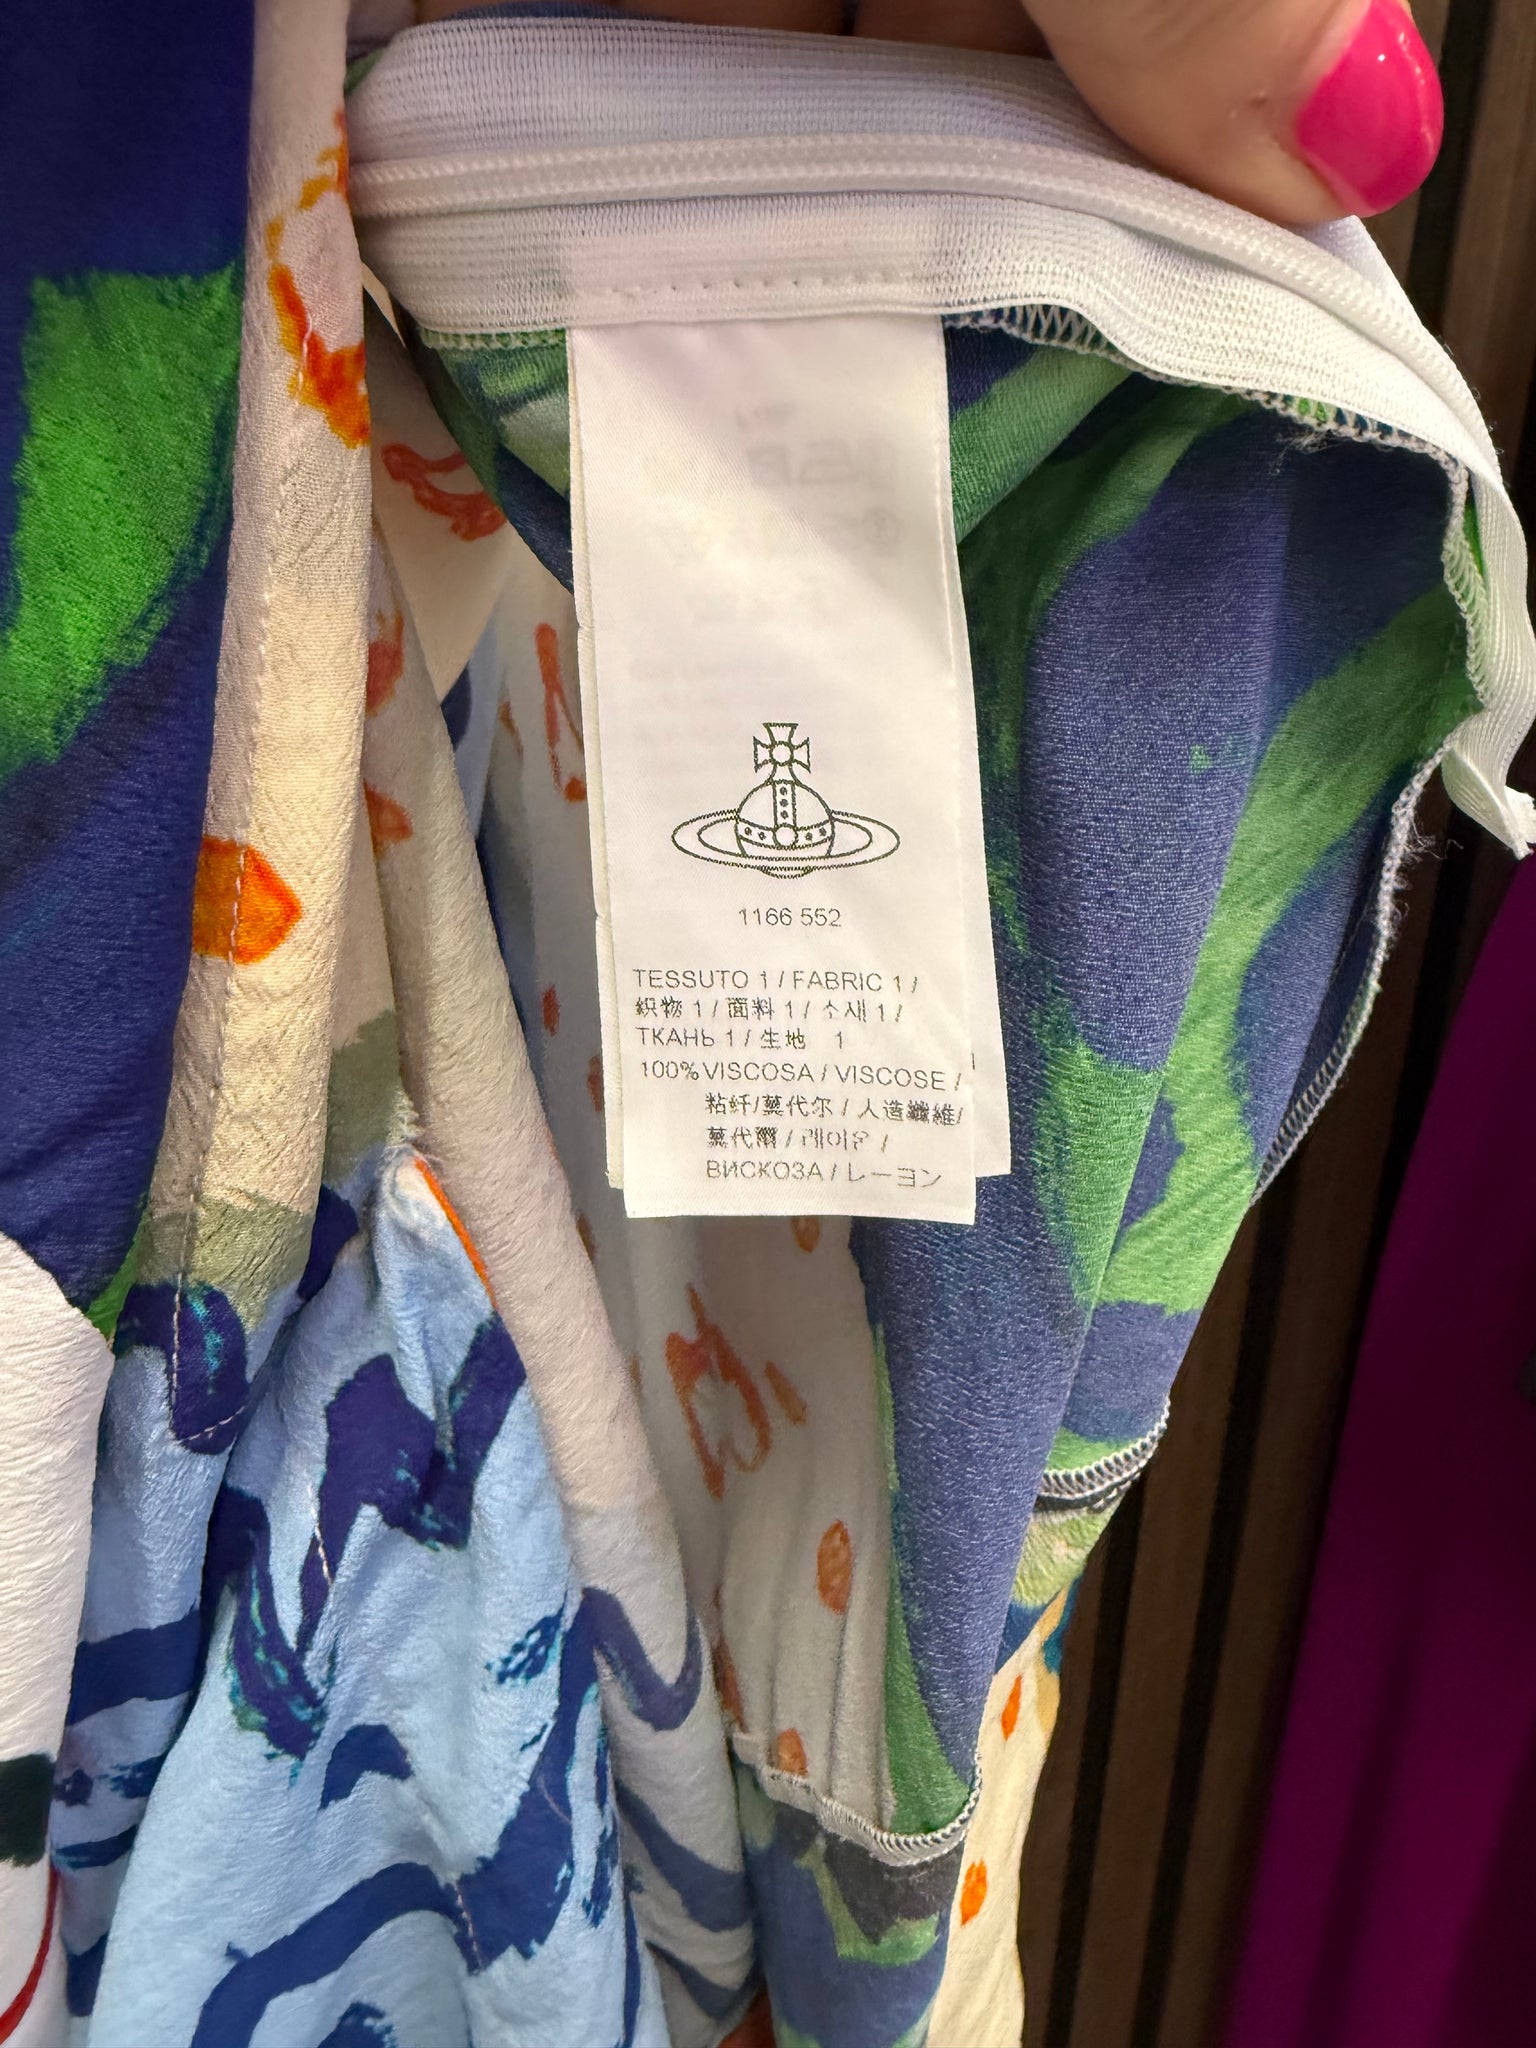 1166 552
TESSUTO 1 / FABRIC 1 /
织物 1 / 面料 1 / 소재 1 /
ТКАНЬ 1 / 生地 1
100% VISCOSA / VISCOSE /
粘纤/莫代尔 / 人造纖維/
莫代爾 / 레이온 /
ВИСКОЗА / レーヨン